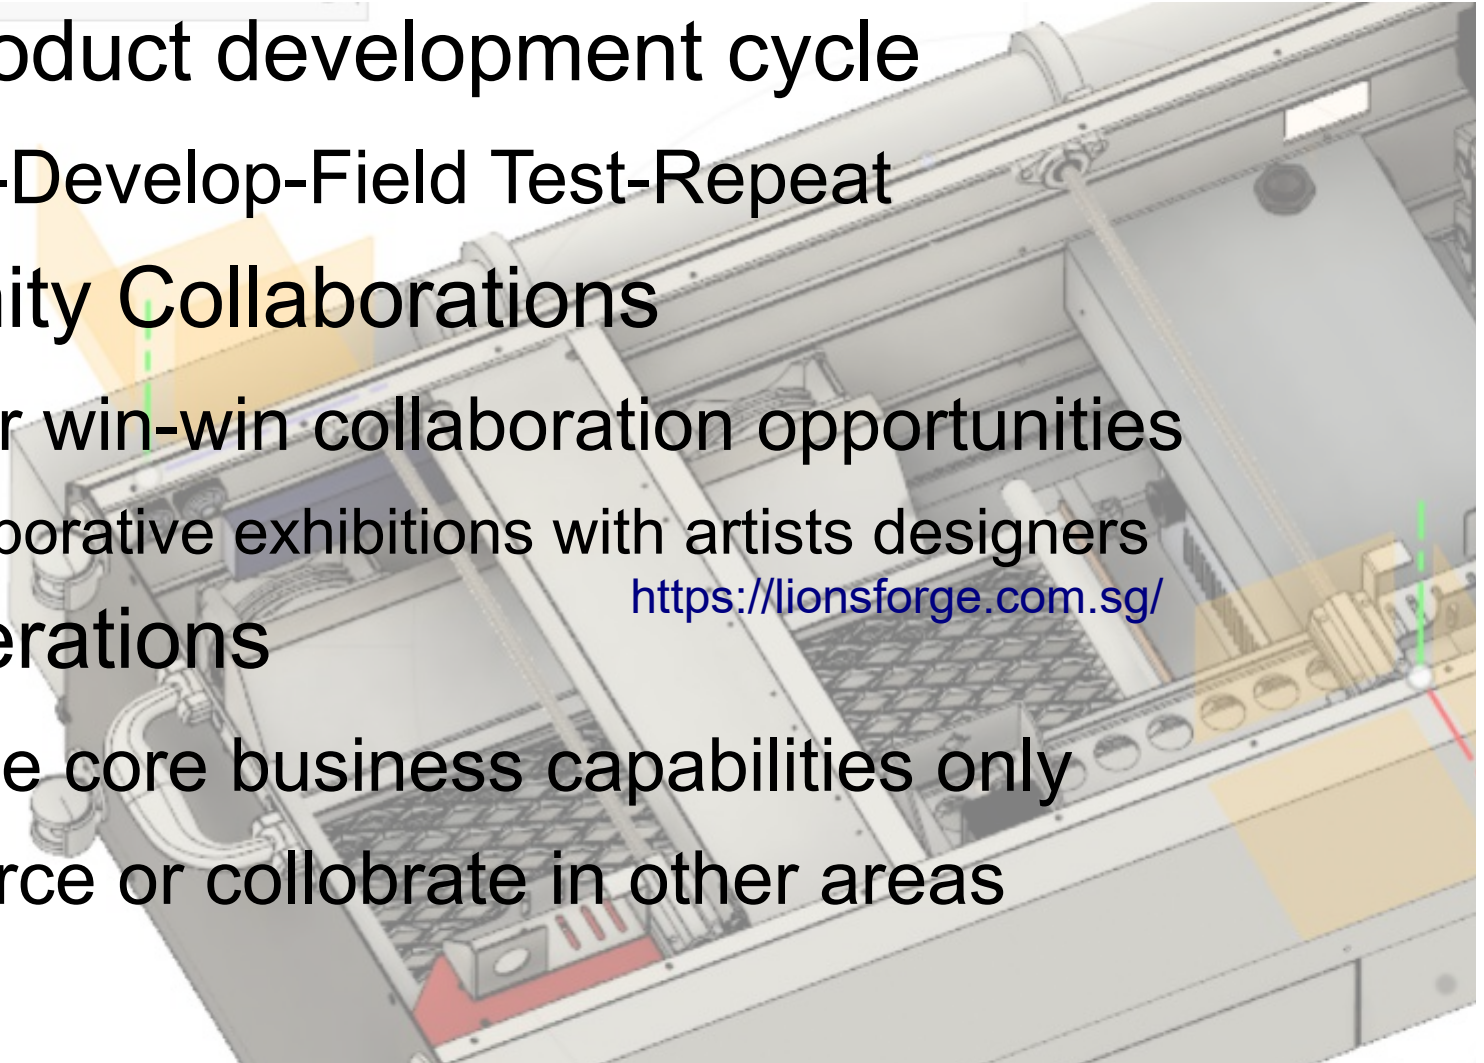 oduct development cycle
-Develop-Field Test-Repeat
nity Collaborations
r win-win collaboration opportunities
borative exhibitions with artists designers
https://lionsforge.com.sg/
erations
e core business capabilities only
rce or collobrate in other areas